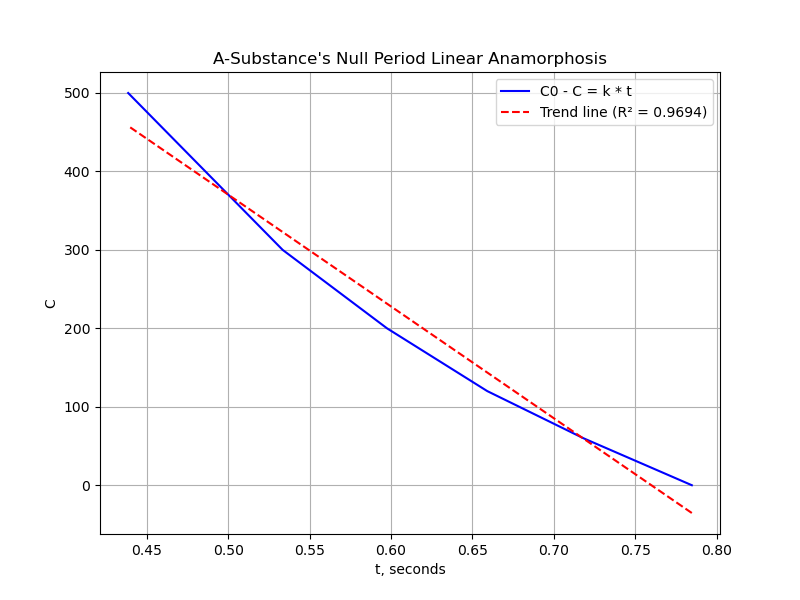 A-Substance's Null Period Linear Anamorphosis
C0 - C = k * t
Trend line (R² = 0.9694)
500
400
300
200
100
0
C
0.45 0.50 0.55 0.60 0.65 0.70 0.75 0.80
t, seconds